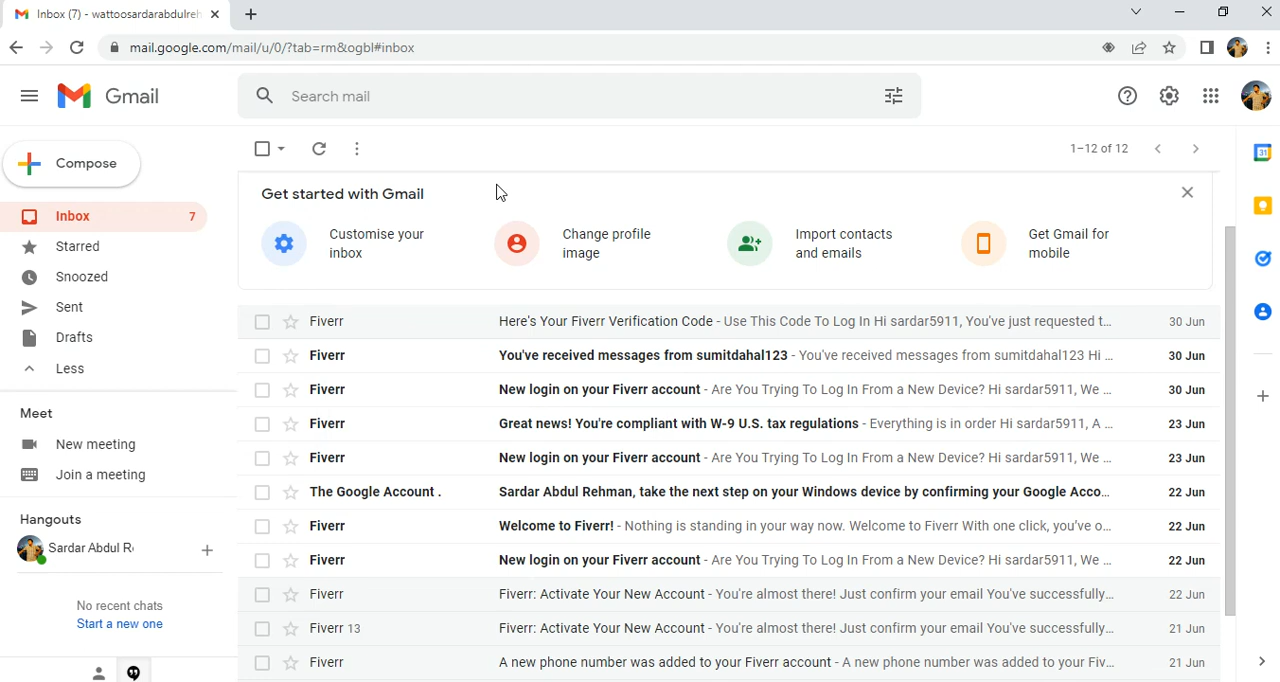 Inbox (7) - wattoosardarabdulreh
mail.google.com/mail/u/0/?tab=rm&ogbl#inbox
Gmail
Search mail
Compose
1–12 of 12
Get started with Gmail
Customise your inbox
Change profile image
Import contacts and emails
Get Gmail for mobile
Inbox 7
Starred
Snoozed
Sent
Drafts
Less
Meet
New meeting
Join a meeting
Hangouts
Sardar Abdul R
No recent chats
Start a new one
Fiverr Here's Your Fiverr Verification Code - Use This Code To Log In Hi sardar5911, You've just requested t... 30 Jun
Fiverr You've received messages from sumitdahal123 - You've received messages from sumitdahal123 Hi ... 30 Jun
Fiverr New login on your Fiverr account - Are You Trying To Log In From a New Device? Hi sardar5911, We ... 30 Jun
Fiverr Great news! You're compliant with W-9 U.S. tax regulations - Everything is in order Hi sardar5911, A ... 23 Jun
Fiverr New login on your Fiverr account - Are You Trying To Log In From a New Device? Hi sardar5911, We ... 23 Jun
The Google Account . Sardar Abdul Rehman, take the next step on your Windows device by confirming your Google Acco... 22 Jun
Fiverr Welcome to Fiverr! - Nothing is standing in your way now. Welcome to Fiverr With one click, you've o... 22 Jun
Fiverr New login on your Fiverr account - Are You Trying To Log In From a New Device? Hi sardar5911, We ... 22 Jun
Fiverr Fiverr: Activate Your New Account - You're almost there! Just confirm your email You've successfully... 22 Jun
Fiverr 13 Fiverr: Activate Your New Account - You're almost there! Just confirm your email You've successfully... 21 Jun
Fiverr A new phone number was added to your Fiverr account - A new phone number was added to your Fiv... 21 Jun
31